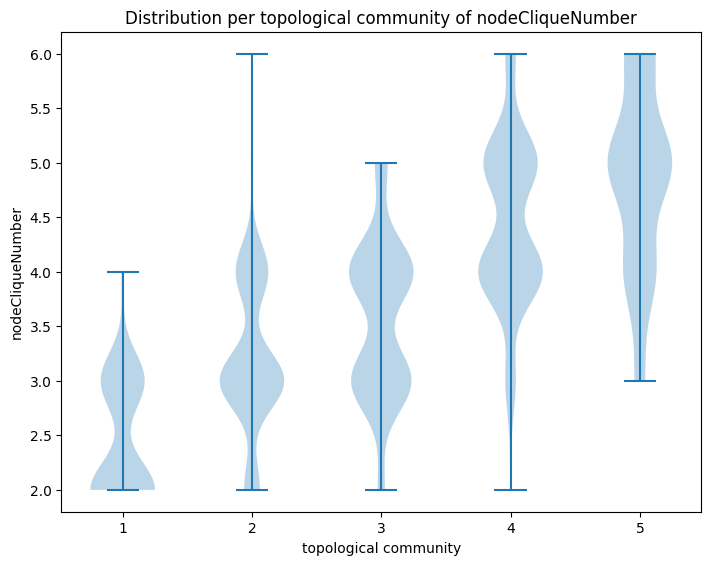 Distribution per topological community of nodeCliqueNumber
6.0
5.5
5.0
4.5
4.0
3.5
3.0
2.5
2.0
nodeCliqueNumber
1 2 3 4 5
topological community